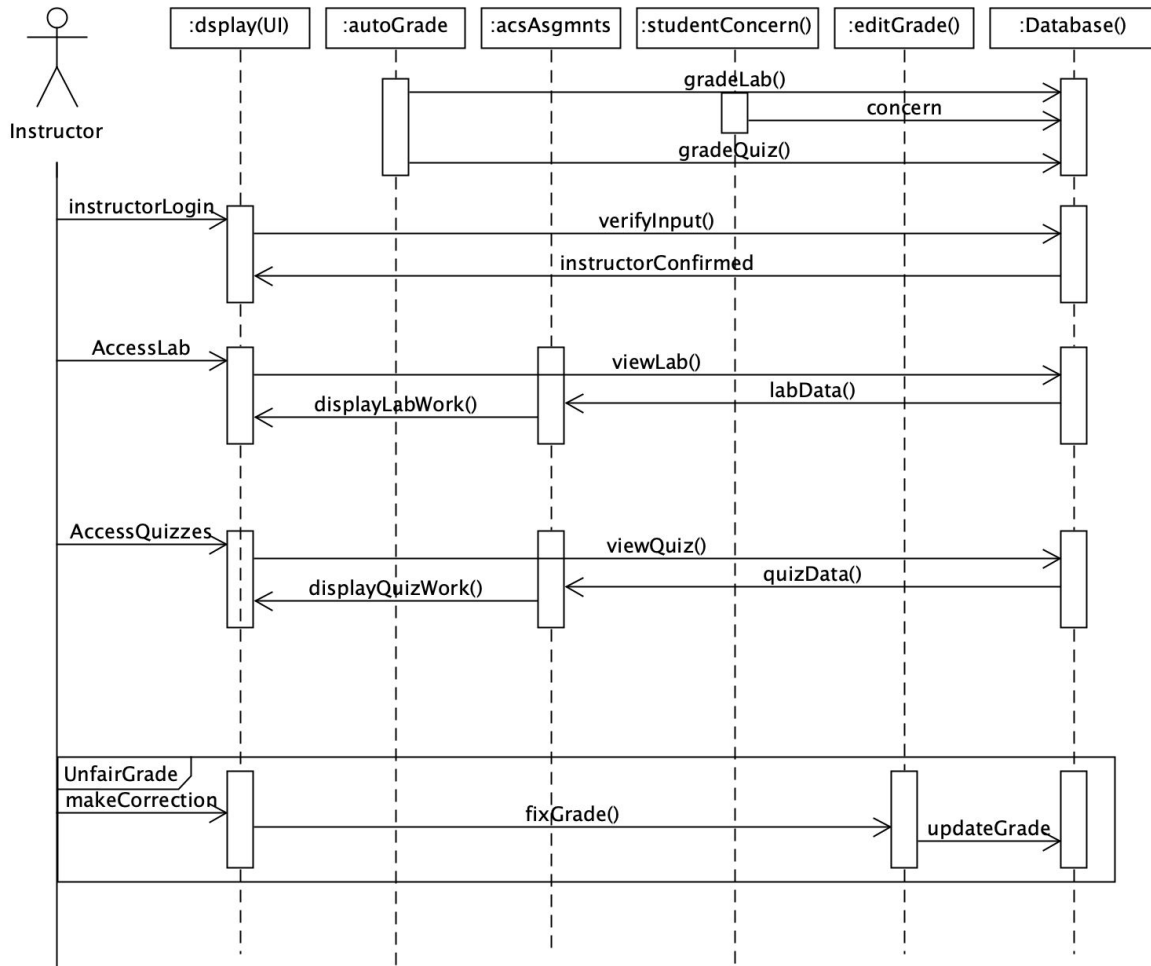 :dsplay(UI)
:autoGrade
:acsAsgmnts
:studentConcern()
:editGrade()
:Database()
Instructor
gradeLab()
concern
gradeQuiz()
instructorLogin
verifyInput()
instructorConfirmed
AccessLab
viewLab()
labData()
displayLabWork()
AccessQuizzes
viewQuiz()
quizData()
displayQuizWork()
UnfairGrade
makeCorrection
fixGrade()
updateGrade